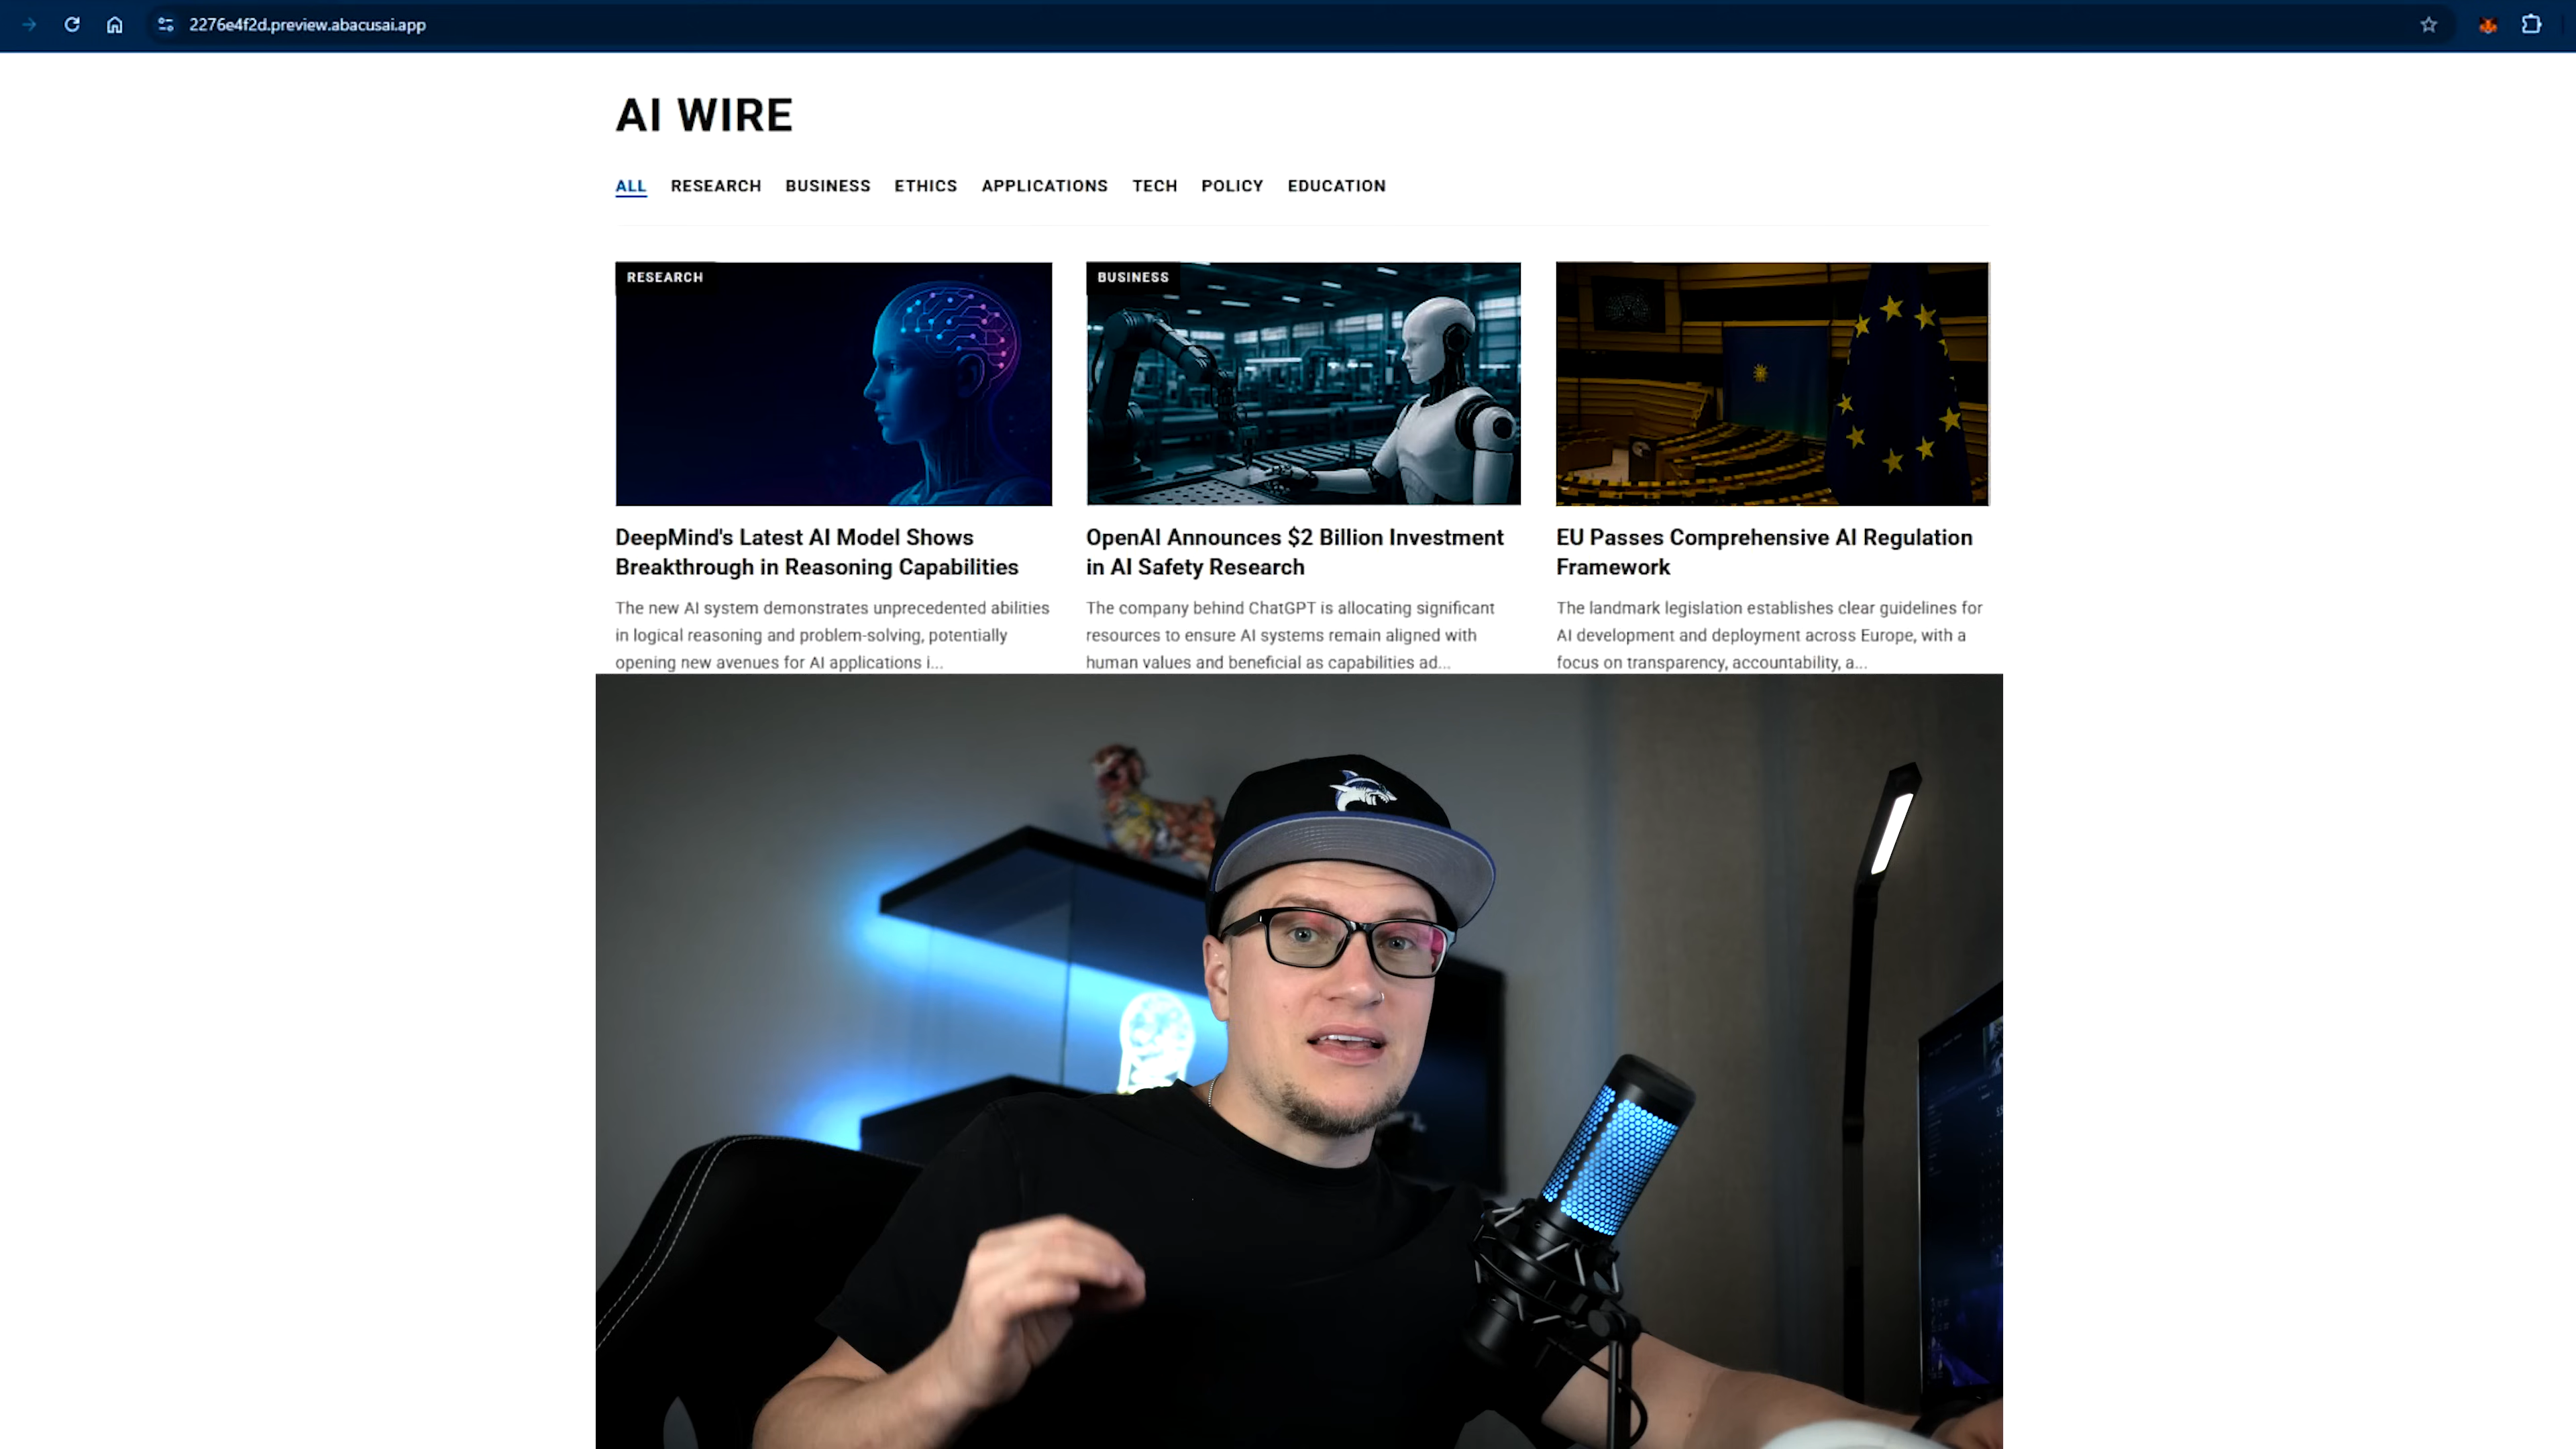 2276e4f2d.preview.abacusai.app
AI WIRE
ALL RESEARCH BUSINESS ETHICS APPLICATIONS TECH POLICY EDUCATION
RESEARCH
DeepMind's Latest AI Model Shows
Breakthrough in Reasoning Capabilities
The new AI system demonstrates unprecedented abilities
in logical reasoning and problem-solving, potentially
opening new avenues for AI applications i...
BUSINESS
OpenAI Announces $2 Billion Investment
in AI Safety Research
The company behind ChatGPT is allocating significant
resources to ensure AI systems remain aligned with
human values and beneficial as capabilities ad...
EU Passes Comprehensive AI Regulation
Framework
The landmark legislation establishes clear guidelines for
AI development and deployment across Europe, with a
focus on transparency, accountability, a...